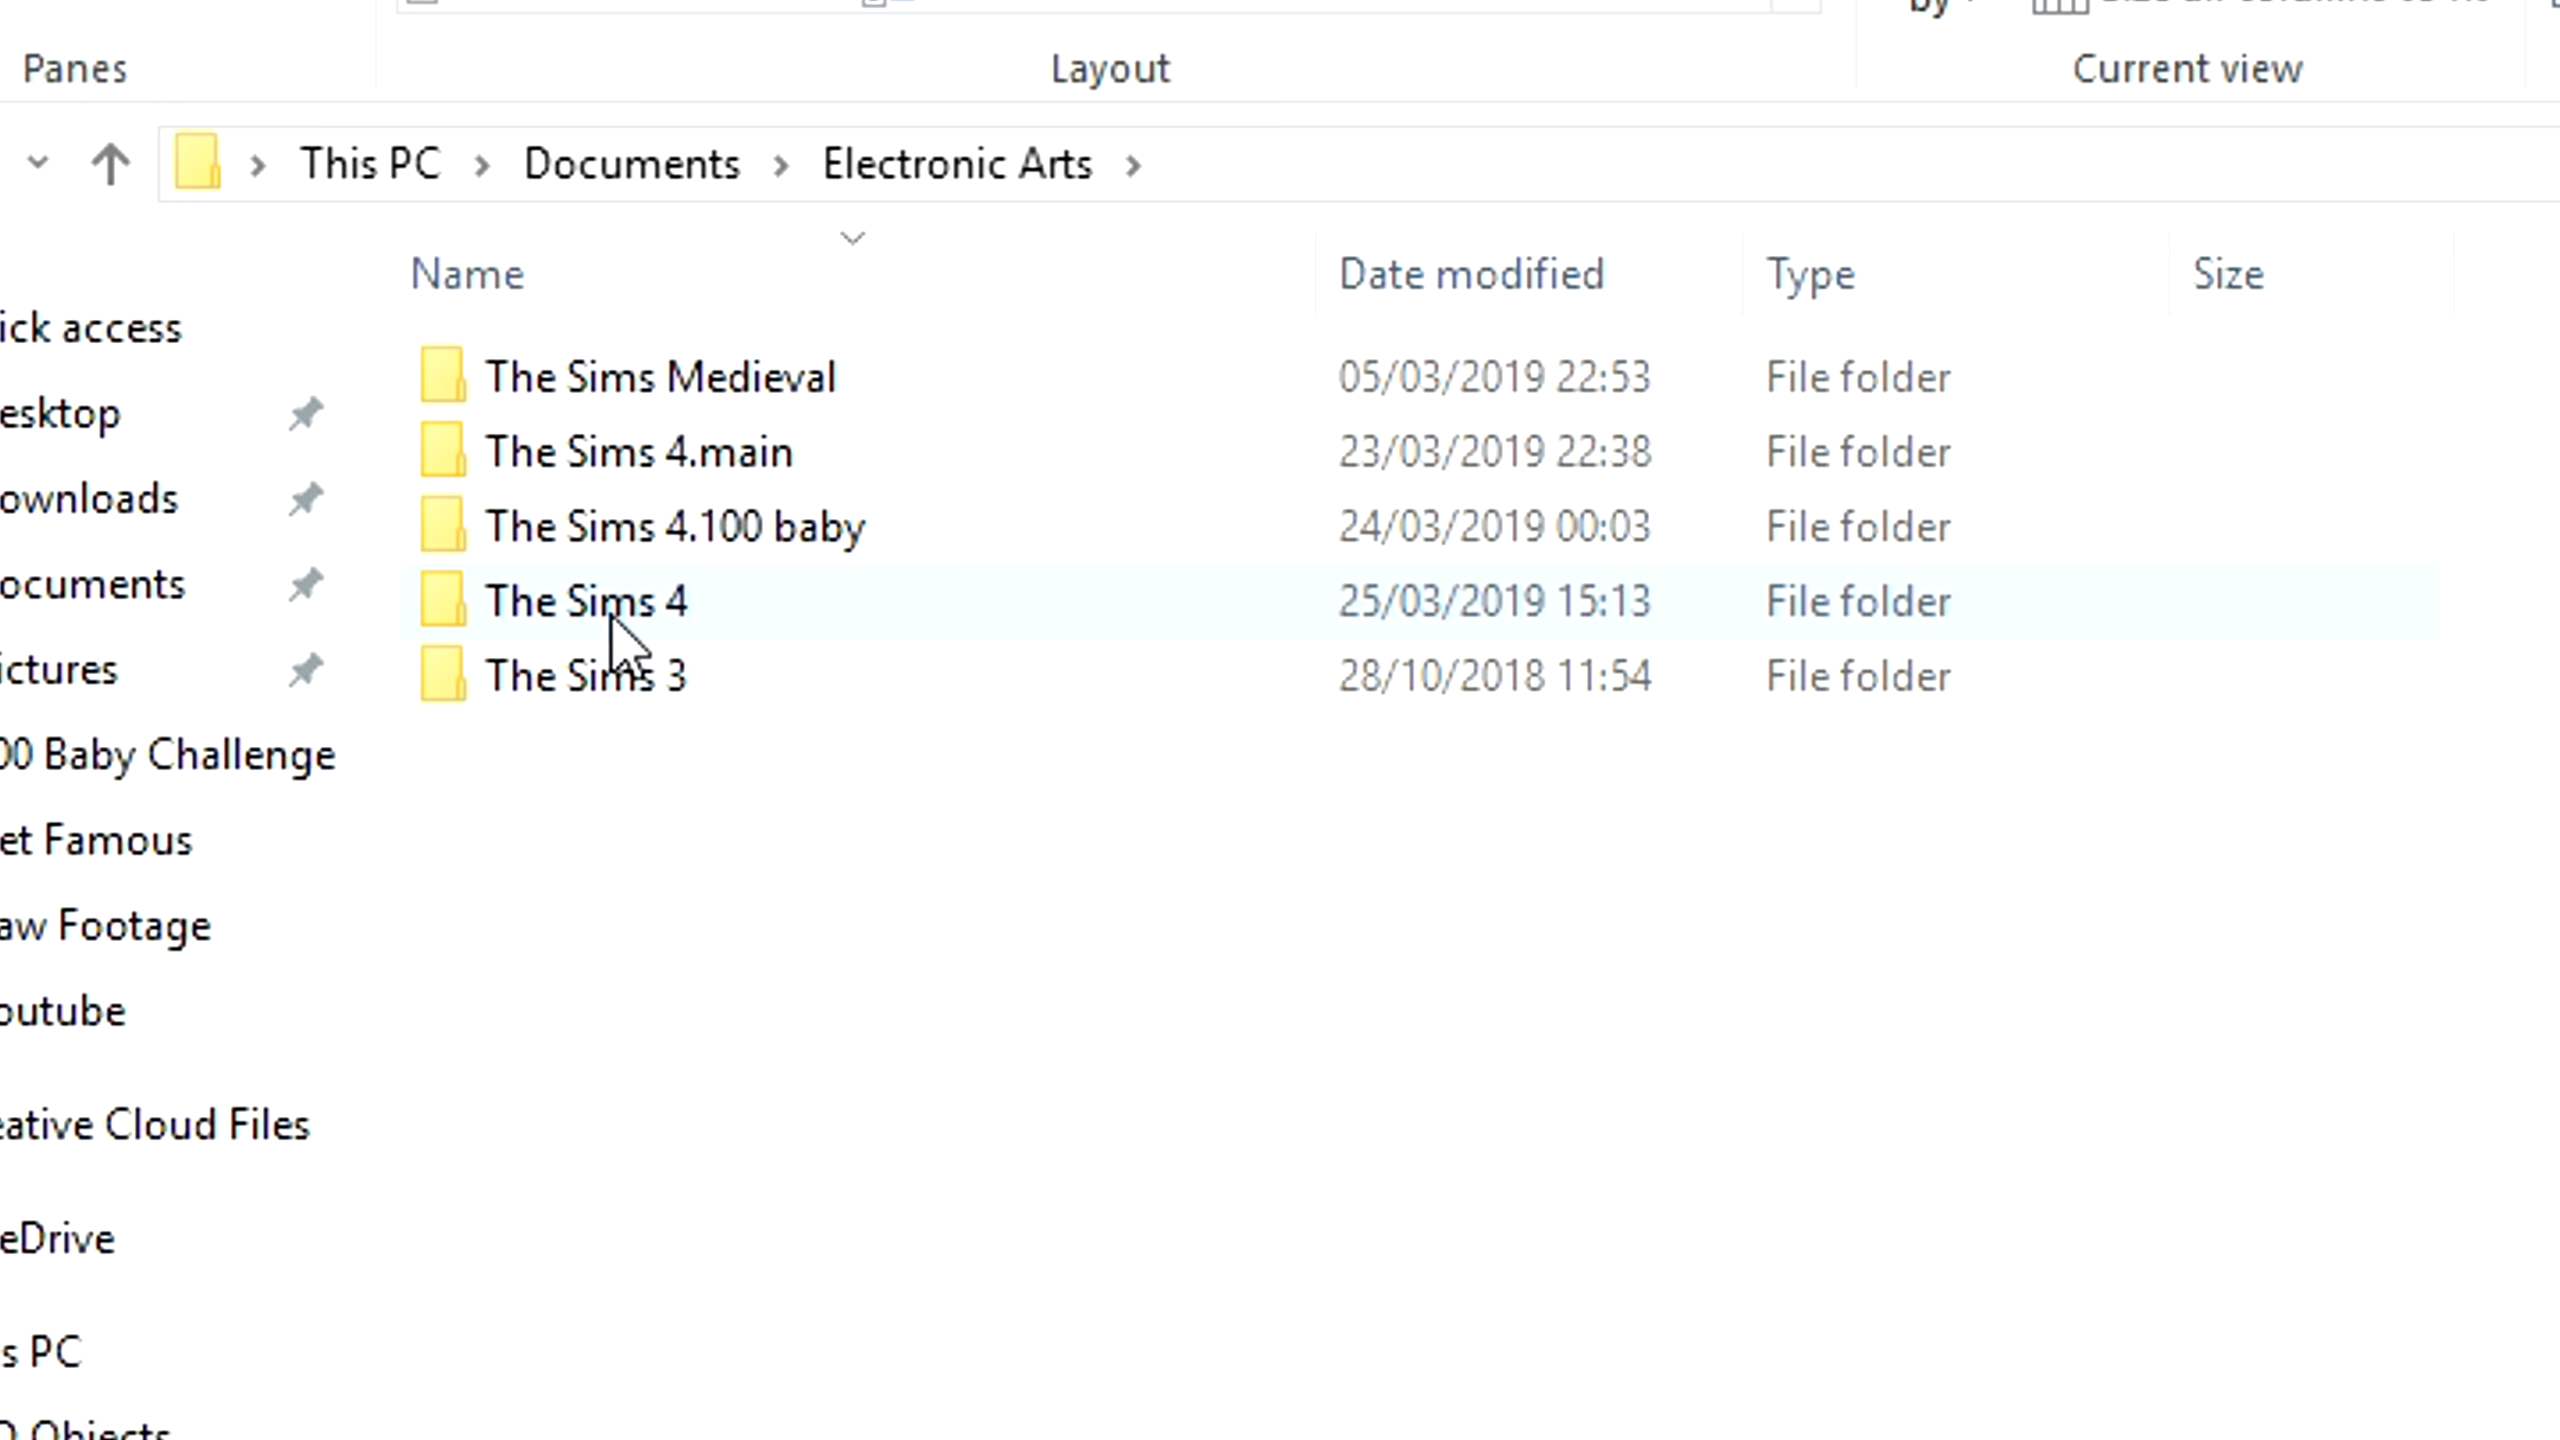 by
Panes Layout Current view
This PC > Documents > Electronic Arts >
Name Date modified Type Size
ick access
esktop
ownloads
ocuments
ictures
00 Baby Challenge
et Famous
aw Footage
outube
eative Cloud Files
eDrive
s PC
D Objects
The Sims Medieval 05/03/2019 22:53 File folder
The Sims 4.main 23/03/2019 22:38 File folder
The Sims 4.100 baby 24/03/2019 00:03 File folder
The Sims 4 25/03/2019 15:13 File folder
The Sims 3 28/10/2018 11:54 File folder